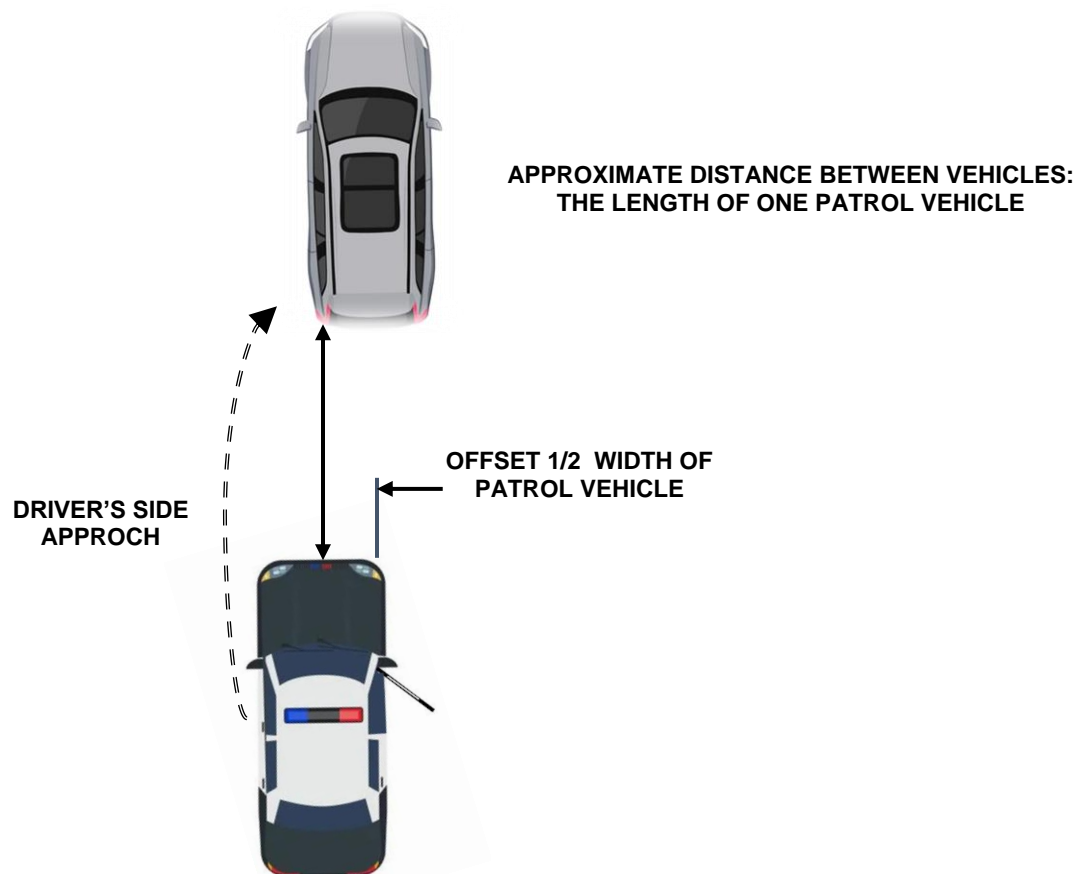 APPROXIMATE DISTANCE BETWEEN VEHICLES:
THE LENGTH OF ONE PATROL VEHICLE
OFFSET 1/2 WIDTH OF
PATROL VEHICLE
DRIVER’S SIDE
APPROCH